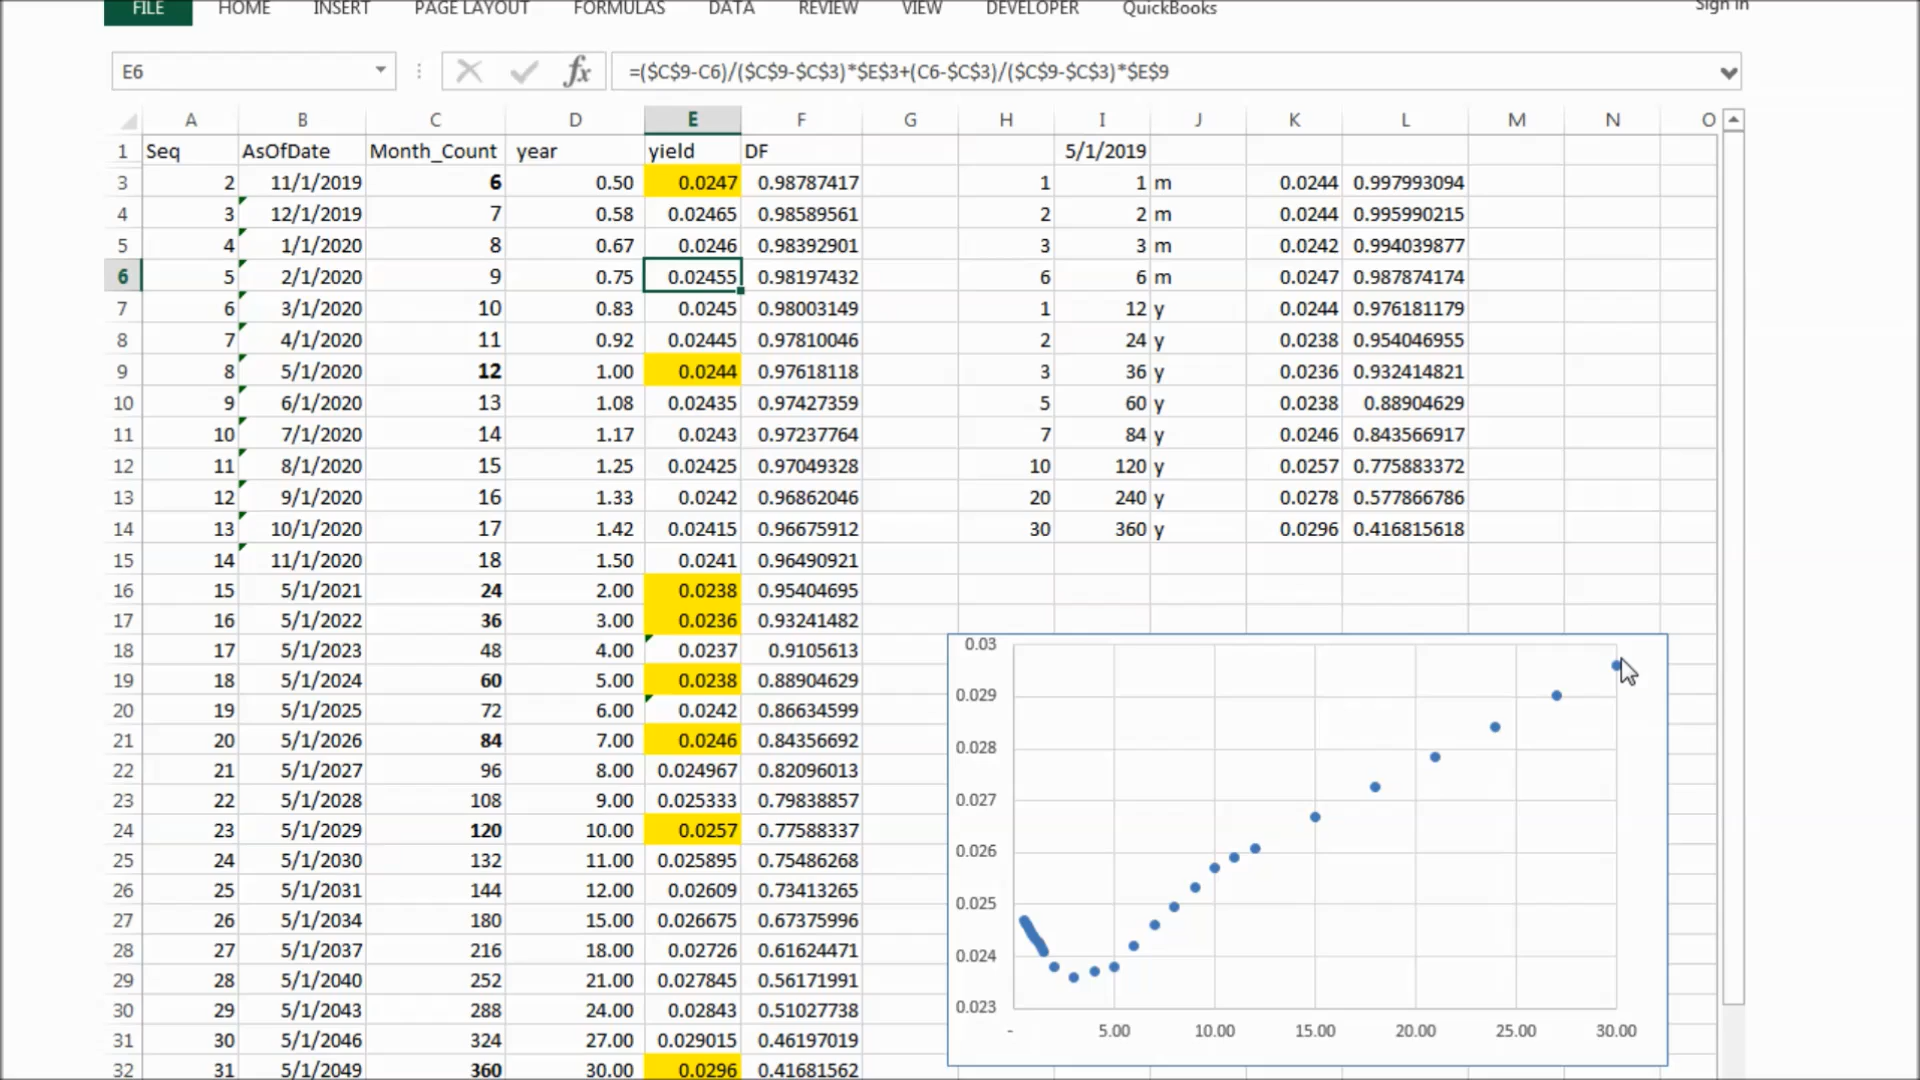 FILE HOME INSERT PAGE LAYOUT FORMULAS DATA REVIEW VIEW DEVELOPER QuickBooks Sign in
E6 fx =($C$9-C6)/($C$9-$C$3)*$E$3+(C6-$C$3)/($C$9-$C$3)*$E$9
A B C D E F G H I J K L M N O
1 Seq AsOfDate Month_Count year yield DF 5/1/2019
3 2 11/1/2019 6 0.50 0.0247 0.98787417 1 1 m 0.0244 0.997993094
4 3 12/1/2019 7 0.58 0.02465 0.98589561 2 2 m 0.0244 0.995990215
5 4 1/1/2020 8 0.67 0.0246 0.98392901 3 3 m 0.0242 0.994039877
6 5 2/1/2020 9 0.75 0.02455 0.98197432 6 6 m 0.0247 0.987874174
7 6 3/1/2020 10 0.83 0.0245 0.98003149 1 12 y 0.0244 0.976181179
8 7 4/1/2020 11 0.92 0.02445 0.97810046 2 24 y 0.0238 0.954046955
9 8 5/1/2020 12 1.00 0.0244 0.97618118 3 36 y 0.0236 0.932414821
10 9 6/1/2020 13 1.08 0.02435 0.97427359 5 60 y 0.0238 0.88904629
11 10 7/1/2020 14 1.17 0.0243 0.97237764 7 84 y 0.0246 0.843566917
12 11 8/1/2020 15 1.25 0.02425 0.97049328 10 120 y 0.0257 0.775883372
13 12 9/1/2020 16 1.33 0.0242 0.96862046 20 240 y 0.0278 0.577866786
14 13 10/1/2020 17 1.42 0.02415 0.96675912 30 360 y 0.0296 0.416815618
15 14 11/1/2020 18 1.50 0.0241 0.96490921
16 15 5/1/2021 24 2.00 0.0238 0.95404695
17 16 5/1/2022 36 3.00 0.0236 0.93241482
18 17 5/1/2023 48 4.00 0.0237 0.9105613
19 18 5/1/2024 60 5.00 0.0238 0.88904629
20 19 5/1/2025 72 6.00 0.0242 0.86634599
21 20 5/1/2026 84 7.00 0.0246 0.84356692
22 21 5/1/2027 96 8.00 0.024967 0.82096013
23 22 5/1/2028 108 9.00 0.025333 0.79838857
24 23 5/1/2029 120 10.00 0.0257 0.77588337
25 24 5/1/2030 132 11.00 0.025895 0.75486268
26 25 5/1/2031 144 12.00 0.02609 0.73413265
27 26 5/1/2034 180 15.00 0.026675 0.67375996
28 27 5/1/2037 216 18.00 0.02726 0.61624471
29 28 5/1/2040 252 21.00 0.027845 0.56171991
30 29 5/1/2043 288 24.00 0.02843 0.51027738
31 30 5/1/2046 324 27.00 0.029015 0.46197019
32 31 5/1/2049 360 30.00 0.0296 0.41681562
0.03
0.029
0.028
0.027
0.026
0.025
0.024
0.023
- 5.00 10.00 15.00 20.00 25.00 30.00